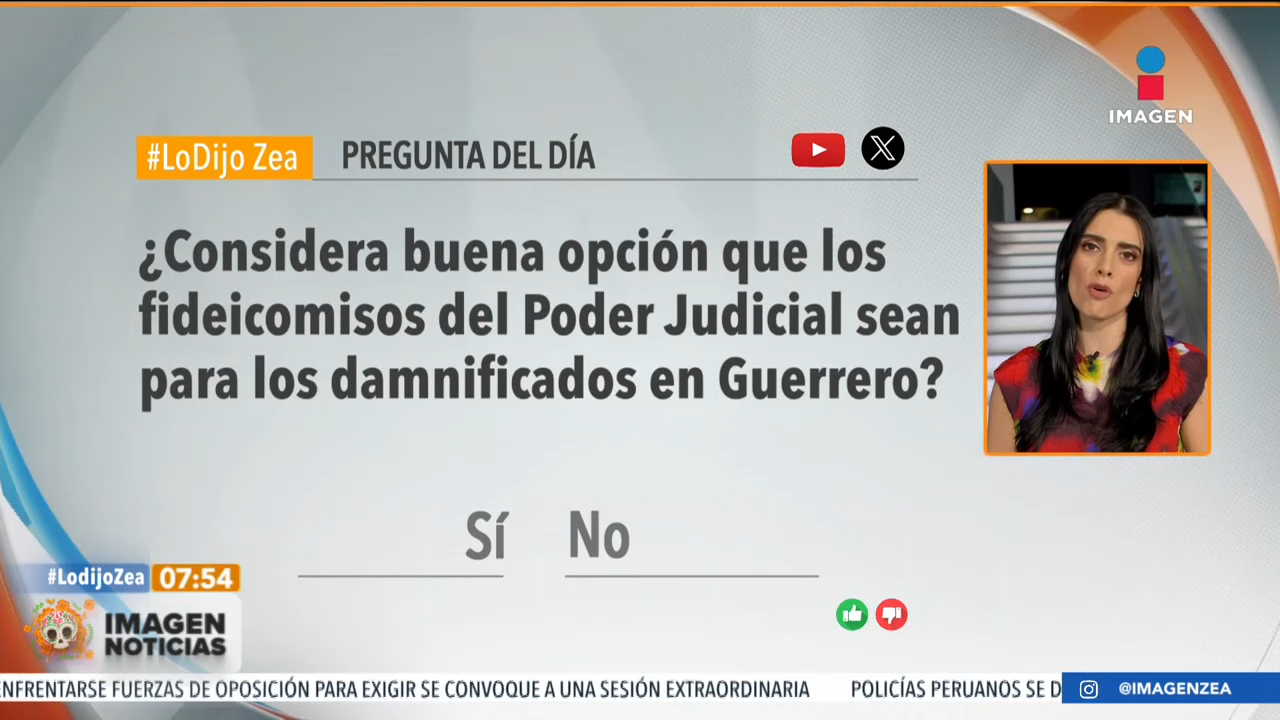 IMAGEN
#LoDijo Zea
PREGUNTA DEL DÍA
¿Considera buena opción que los
fideicomisos del Poder Judicial sean
para los damnificados en Guerrero?
Sí
No
#LodijoZea
07:54
IMAGEN
NOTICIAS
ENFRENTARSE FUERZAS DE OPOSICIÓN PARA EXIGIR SE CONVOQUE A UNA SESIÓN EXTRAORDINARIA
POLICÍAS PERUANOS SE D
@IMAGENZEA